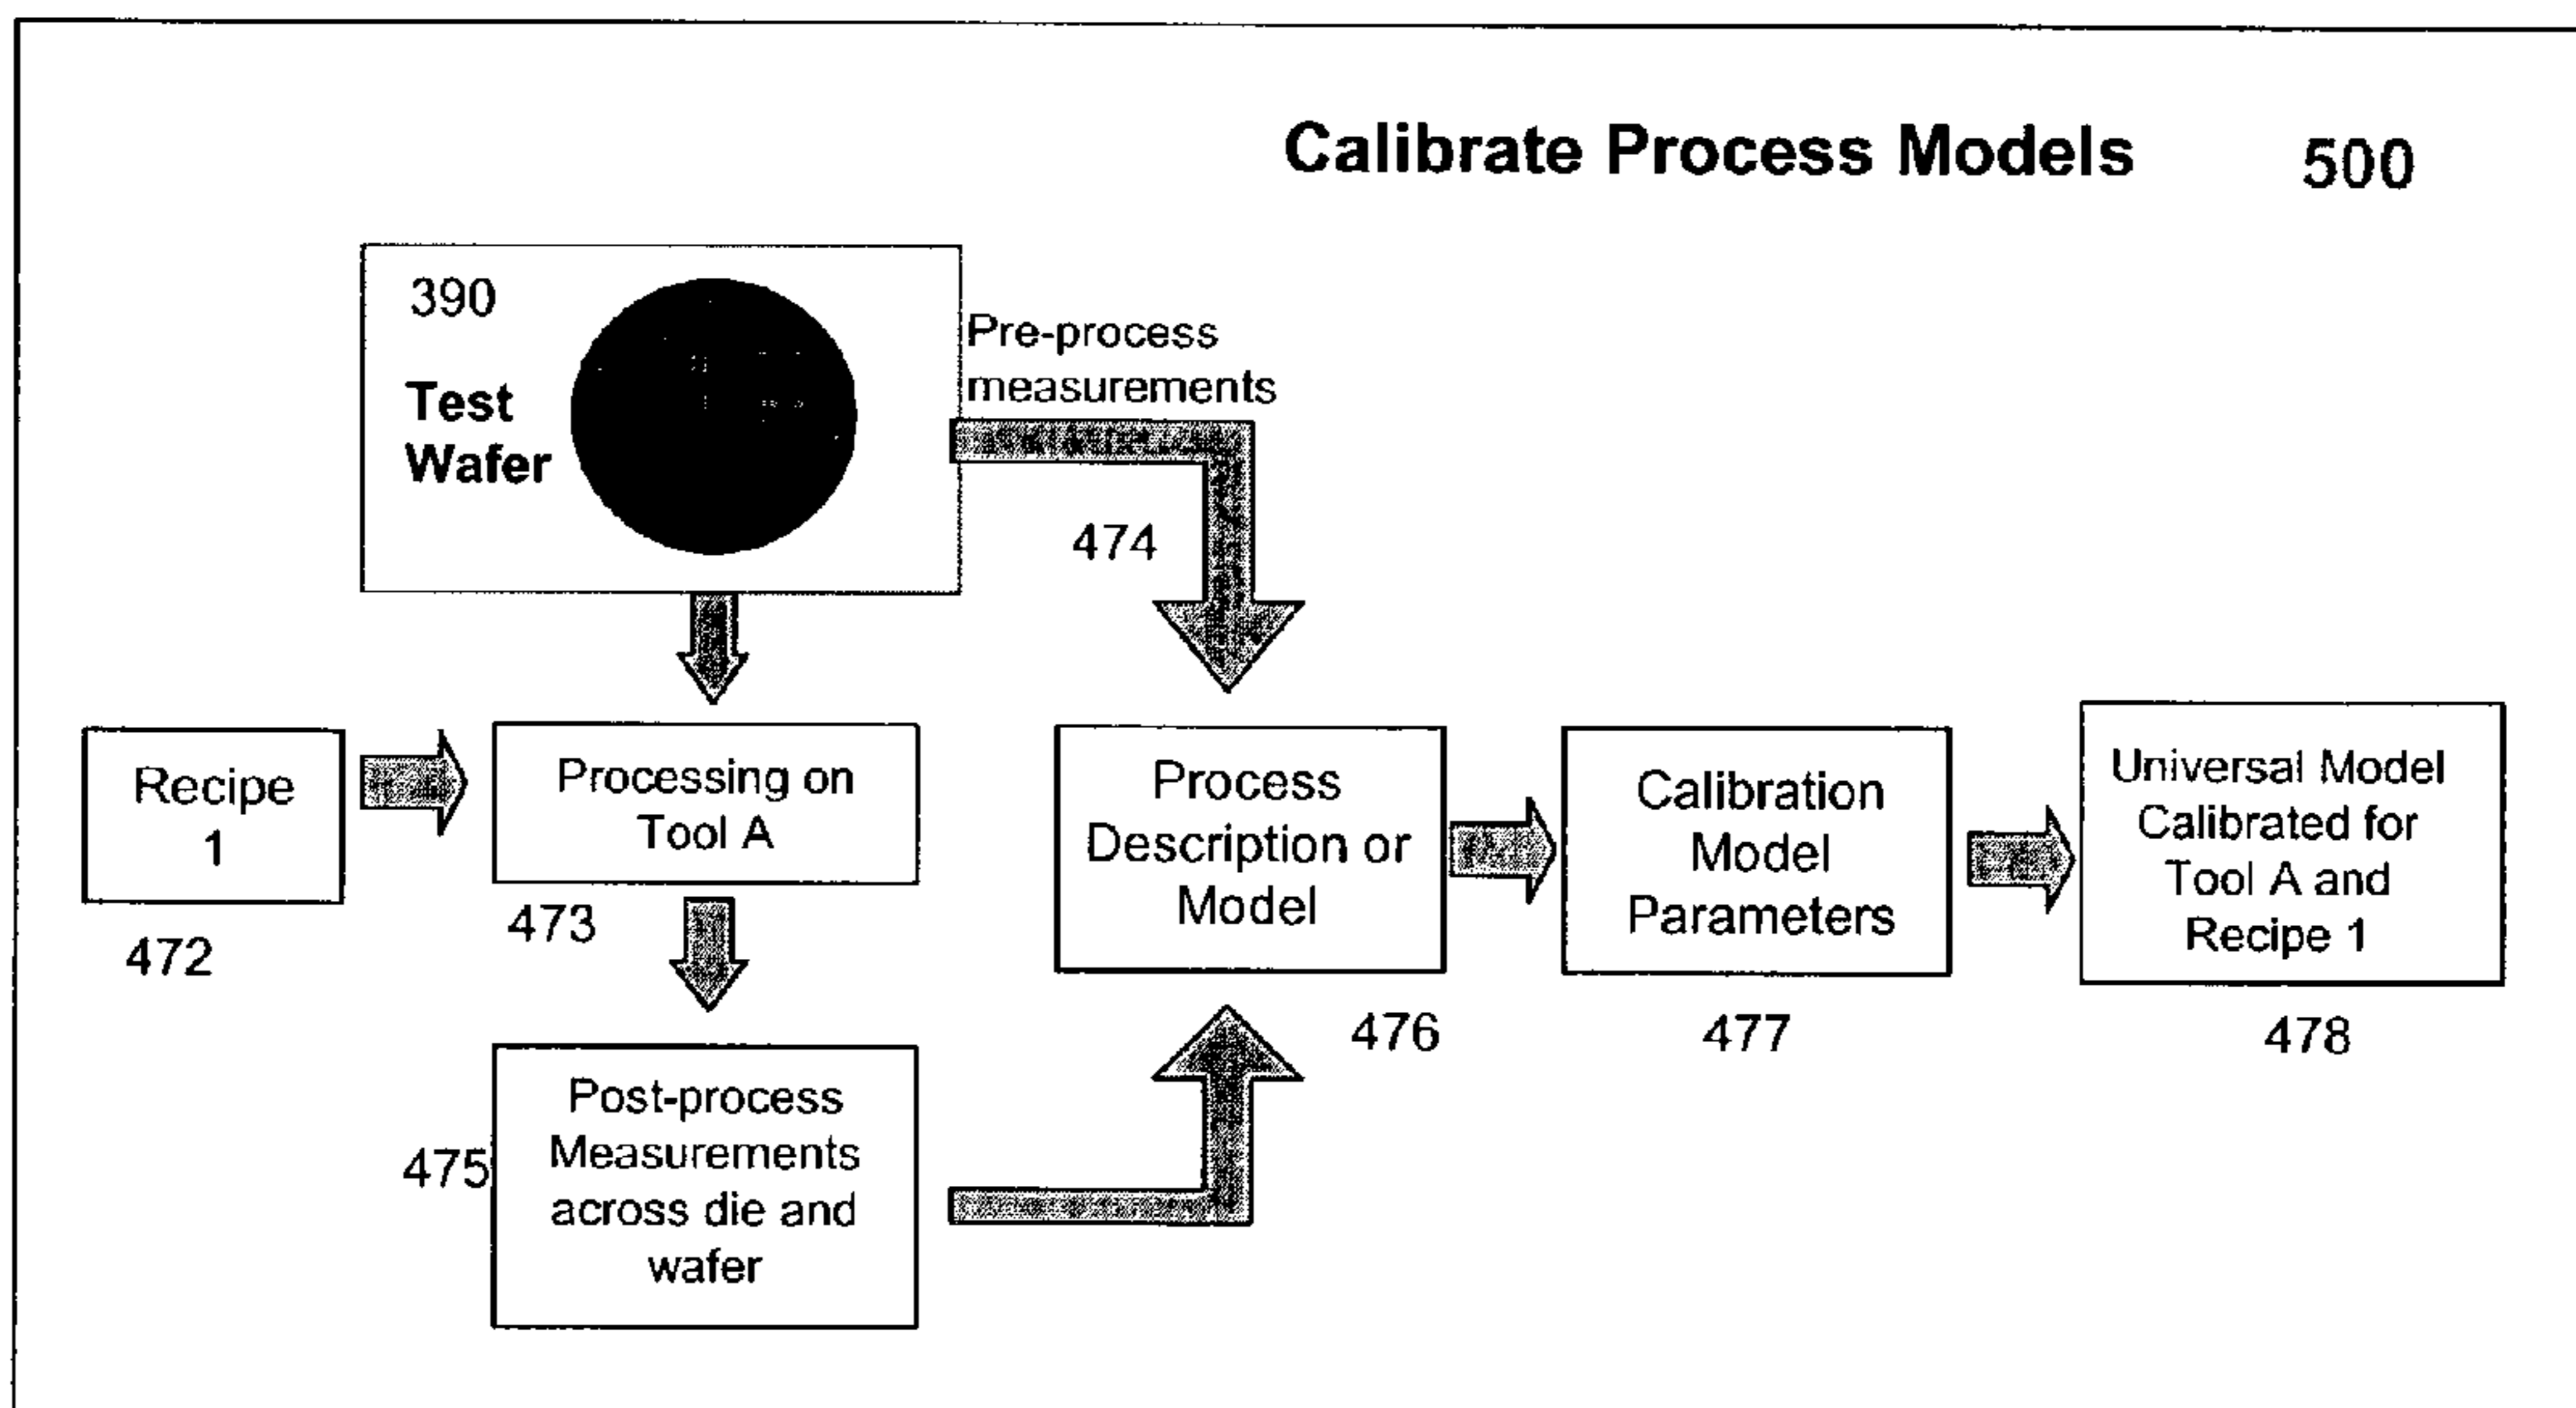 Calibrate Process Models 500
390
Test
Wafer
Pre-process
measurements
474
Recipe
1
472
Processing on
Tool A
473
Post-process
Measurements
across die and
wafer
475
Process
Description or
Model
476
Calibration
Model
Parameters
477
Universal Model
Calibrated for
Tool A and
Recipe 1
478